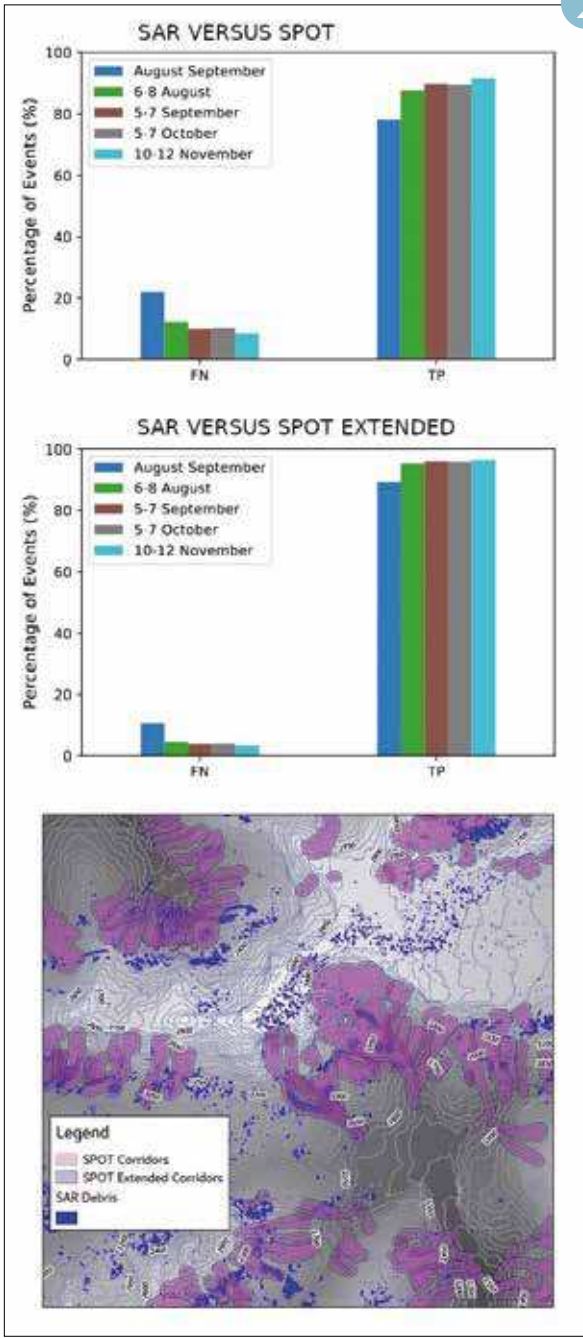 SAR VERSUS SPOT
100
80
60
40
20
0
Percentage of Events (%)
August September
6-8 August
5-7 September
5-7 October
10-12 November
FN
TP
SAR VERSUS SPOT EXTENDED
100
80
60
40
20
0
Percentage of Events (%)
August September
6-8 August
5-7 September
5-7 October
10-12 November
FN
TP
Legend
SPOT Corridors
SPOT Extended Corridors
SAR Debris